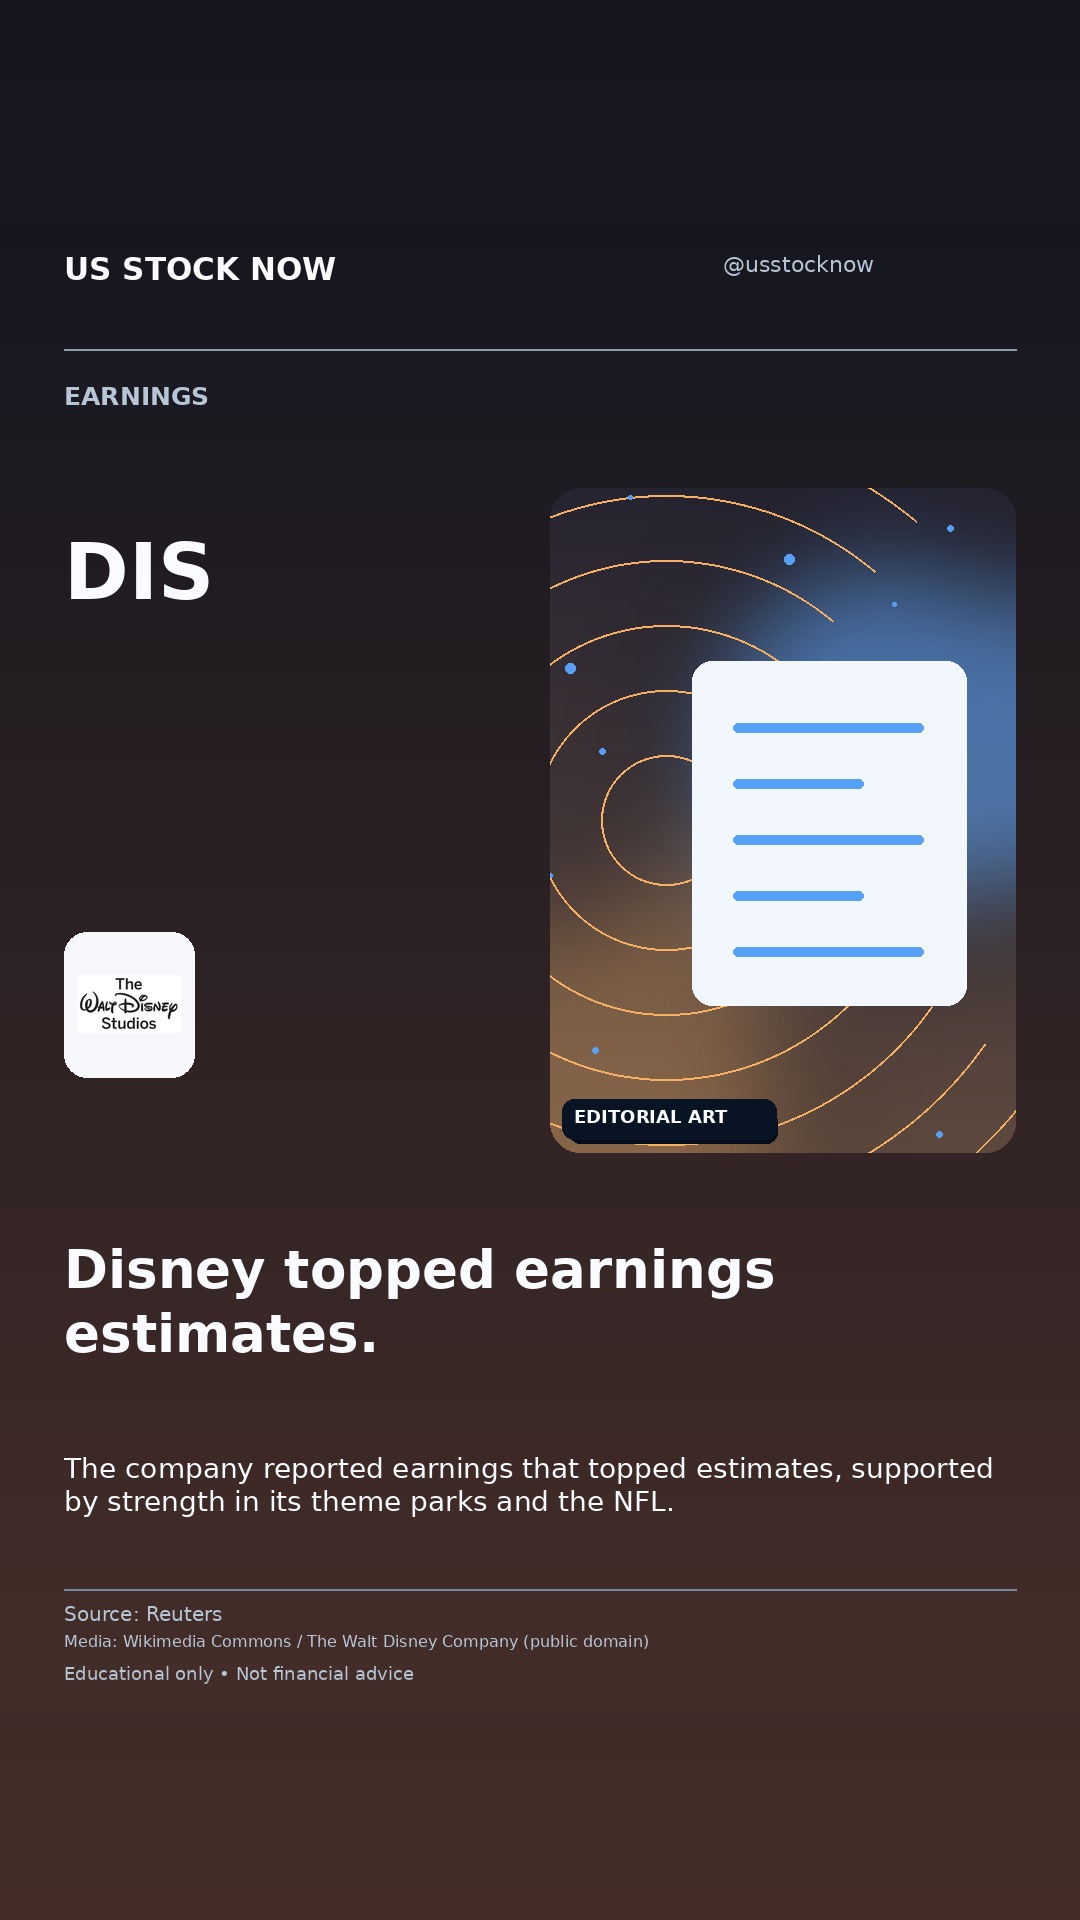 US STOCK NOW
@usstocknow
EARNINGS
DIS
The
Walt Disney
Studios
EDITORIAL ART
Disney topped earnings
estimates.
The company reported earnings that topped estimates, supported
by strength in its theme parks and the NFL.
Source: Reuters
Media: Wikimedia Commons / The Walt Disney Company (public domain)
Educational only • Not financial advice